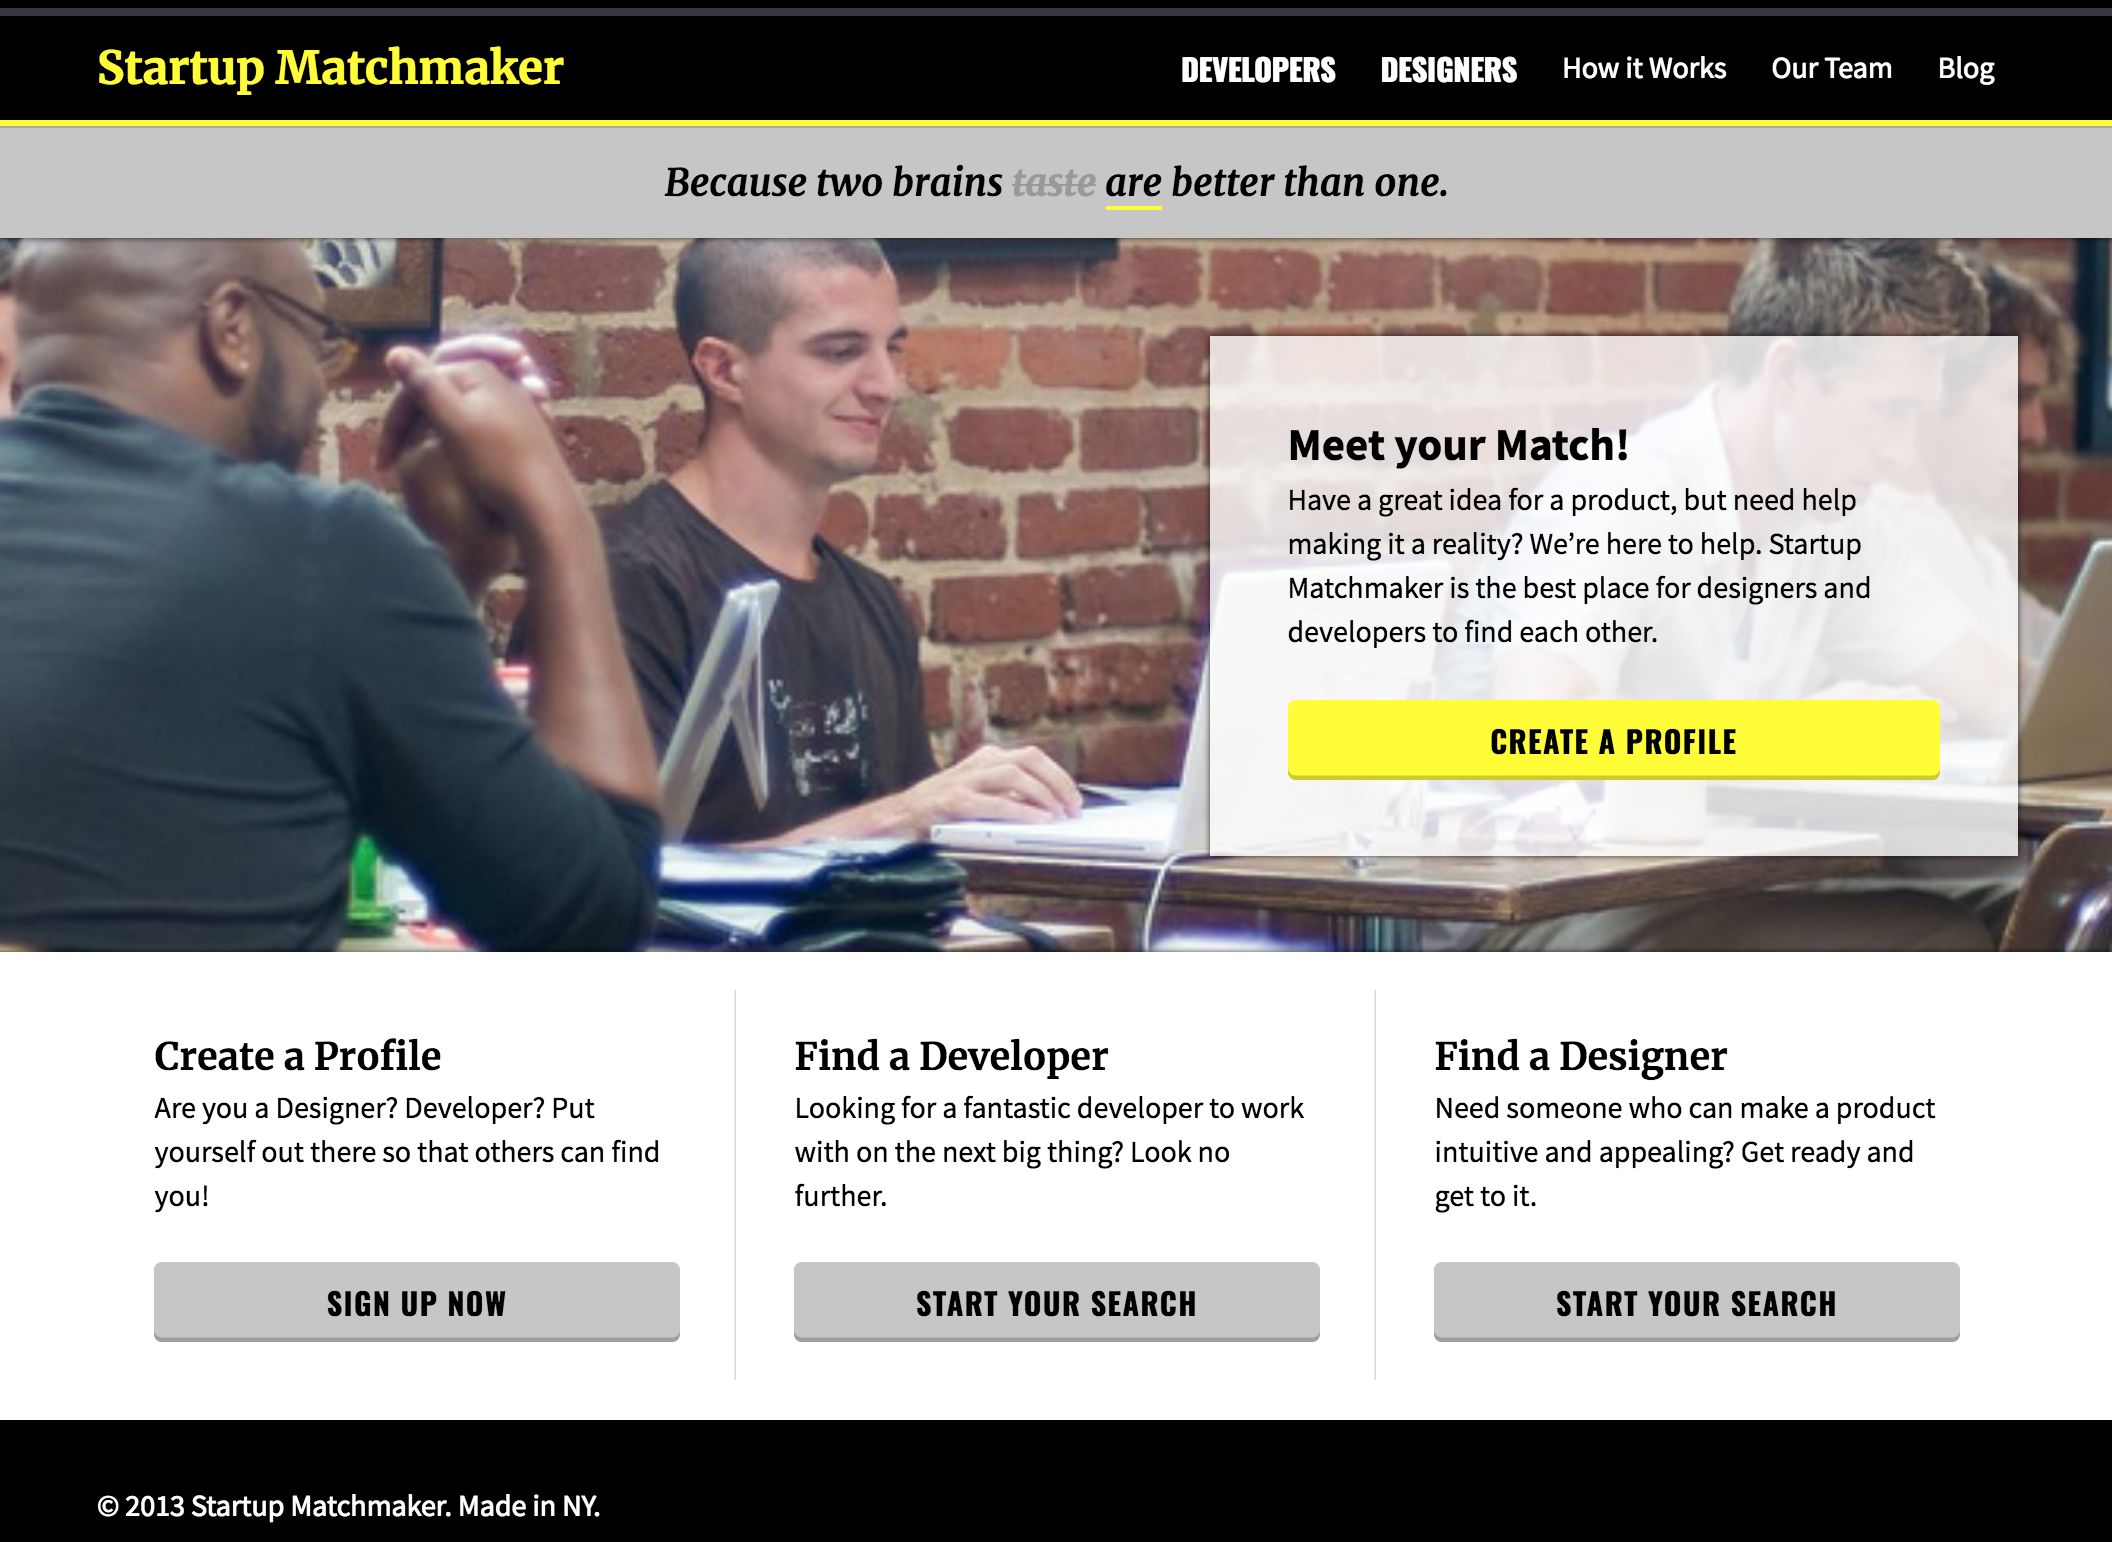 Startup Matchmaker
DEVELOPERS DESIGNERS How it Works Our Team Blog
Because two brains taste are better than one.
Meet your Match!
Have a great idea for a product, but need help
making it a reality? We’re here to help. Startup
Matchmaker is the best place for designers and
developers to find each other.
CREATE A PROFILE
Create a Profile
Are you a Designer? Developer? Put
yourself out there so that others can find
you!
SIGN UP NOW
Find a Developer
Looking for a fantastic developer to work
with on the next big thing? Look no
further.
START YOUR SEARCH
Find a Designer
Need someone who can make a product
intuitive and appealing? Get ready and
get to it.
START YOUR SEARCH
© 2013 Startup Matchmaker. Made in NY.